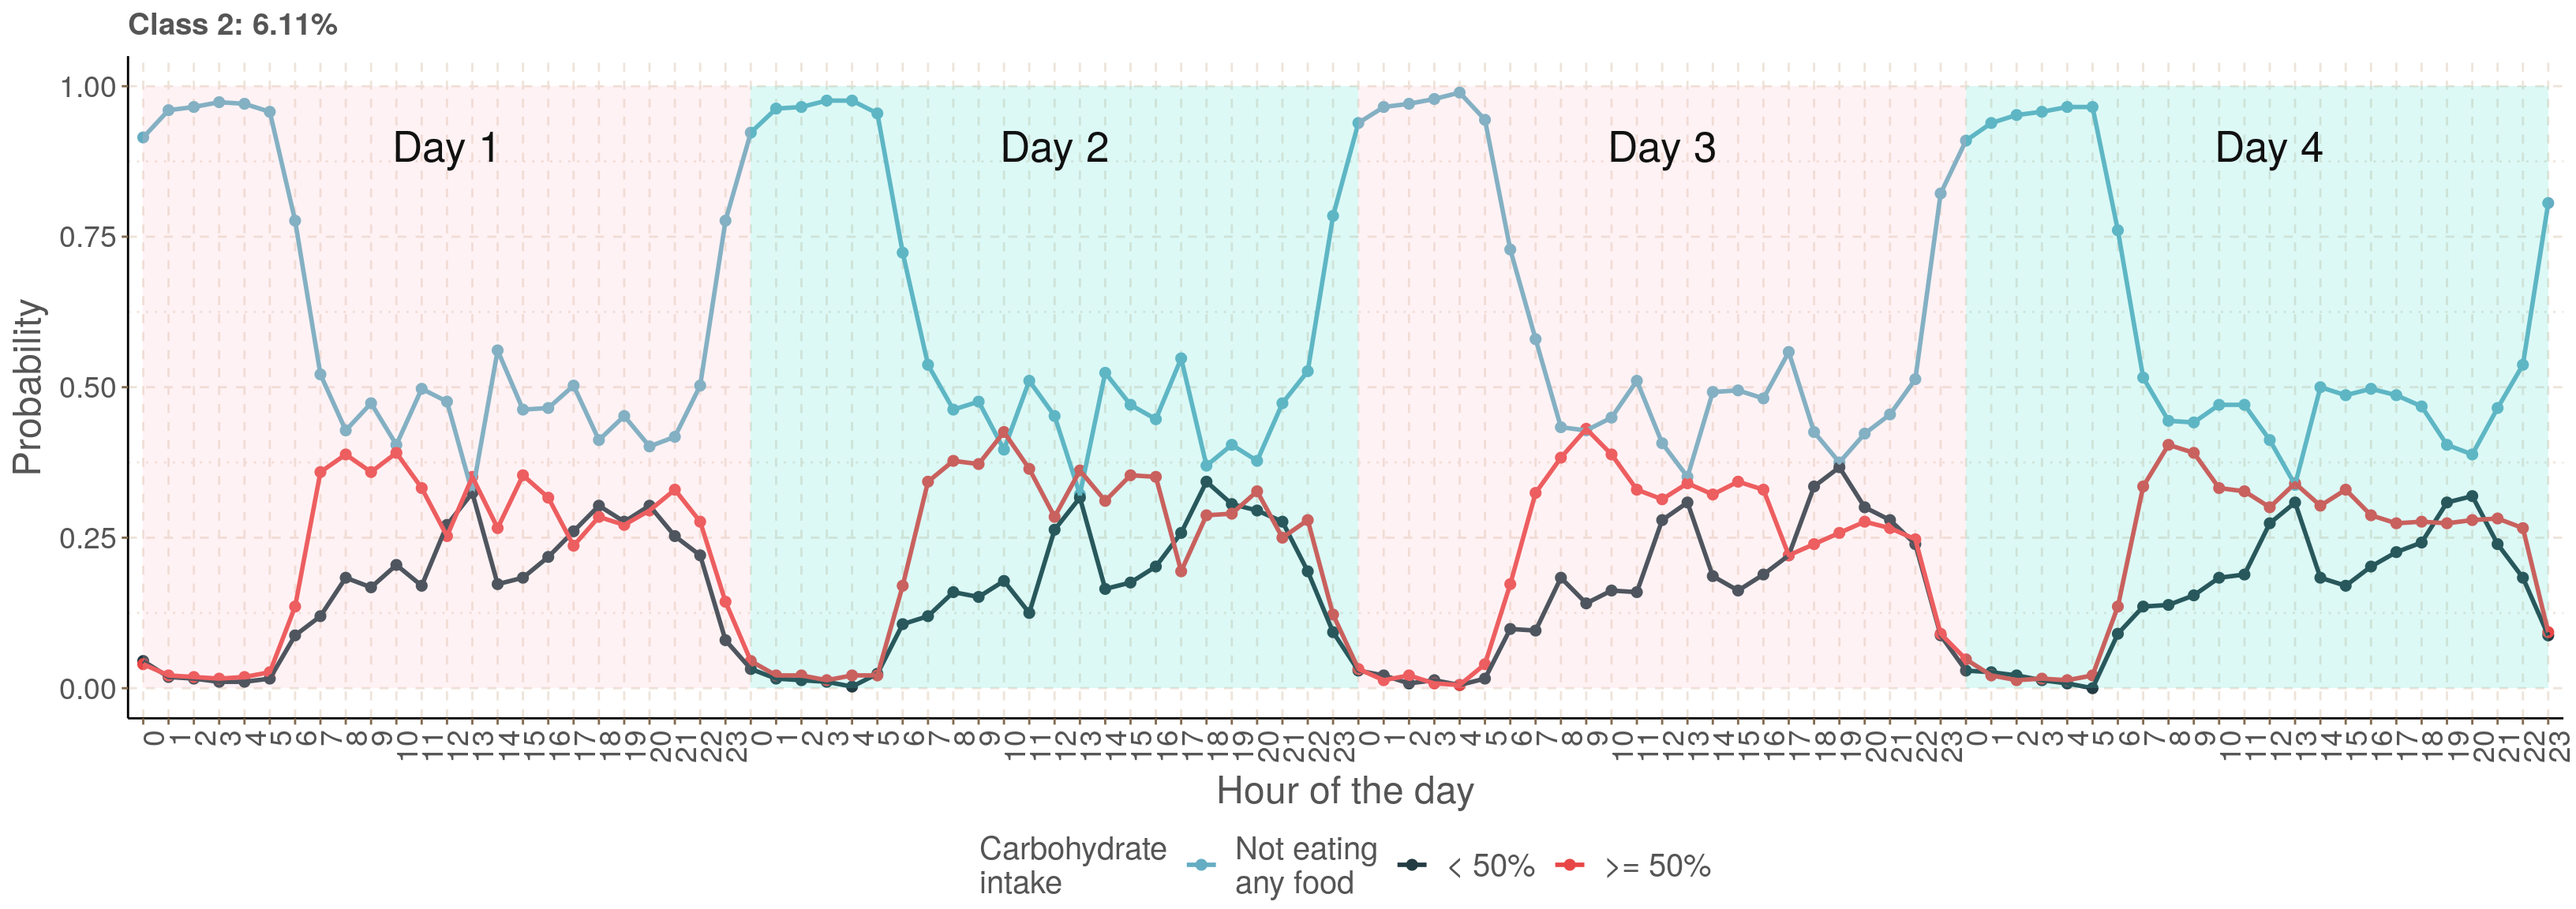 Class 2: 6.11%
1.00
0.75
0.50
0.25
0.00
Probability
Day 1
Day 2
Day 3
Day 4
0 1 2 3 4 5 6 7 8 9 10 11 12 13 14 15 16 17 18 19 20 21 22 23 0 1 2 3 4 5 6 7 8 9 10 11 12 13 14 15 16 17 18 19 20 21 22 23 0 1 2 3 4 5 6 7 8 9 10 11 12 13 14 15 16 17 18 19 20 21 22 23 0 1 2 3 4 5 6 7 8 9 10 11 12 13 14 15 16 17 18 19 20 21 22 23
Hour of the day
Carbohydrate
intake
Not eating
any food
< 50%
>= 50%